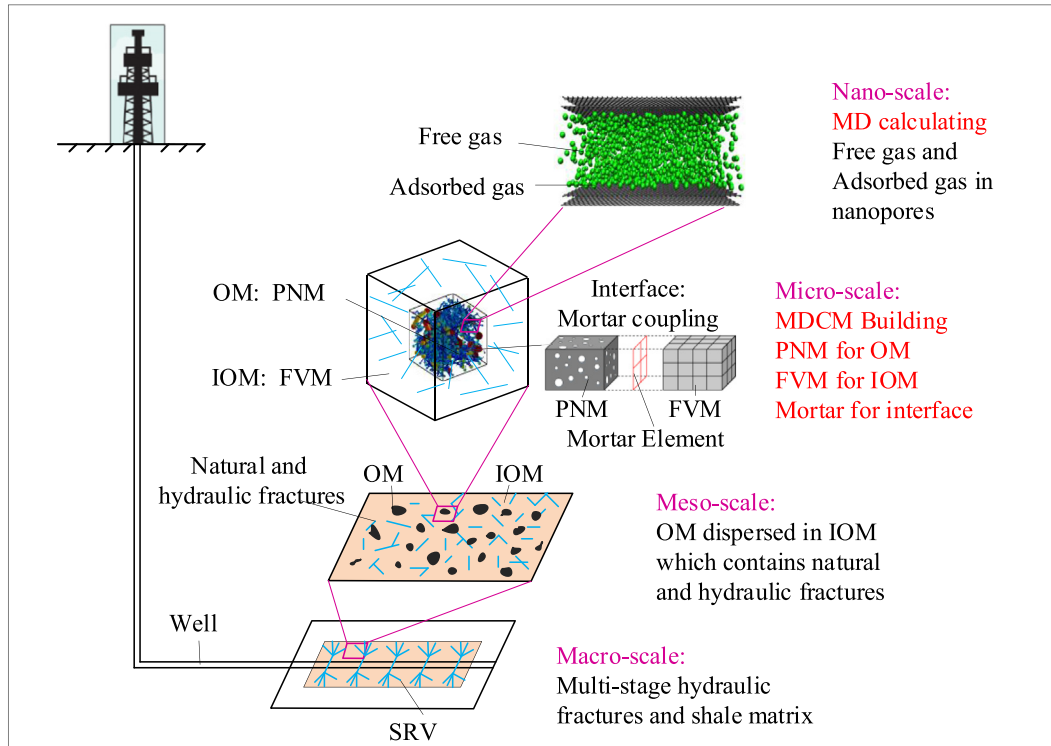 Nano-scale:
MD calculating
Free gas and
Adsorbed gas in
nanopores
Free gas
Adsorbed gas
OM: PNM
IOM: FVM
Interface:
Mortar coupling
PNM
FVM
Mortar Element
Micro-scale:
MDCM Building
PNM for OM
FVM for IOM
Mortar for interface
Natural and
hydraulic fractures
OM
IOM
Meso-scale:
OM dispersed in IOM
which contains natural
and hydraulic fractures
Well
SRV
Macro-scale:
Multi-stage hydraulic
fractures and shale matrix